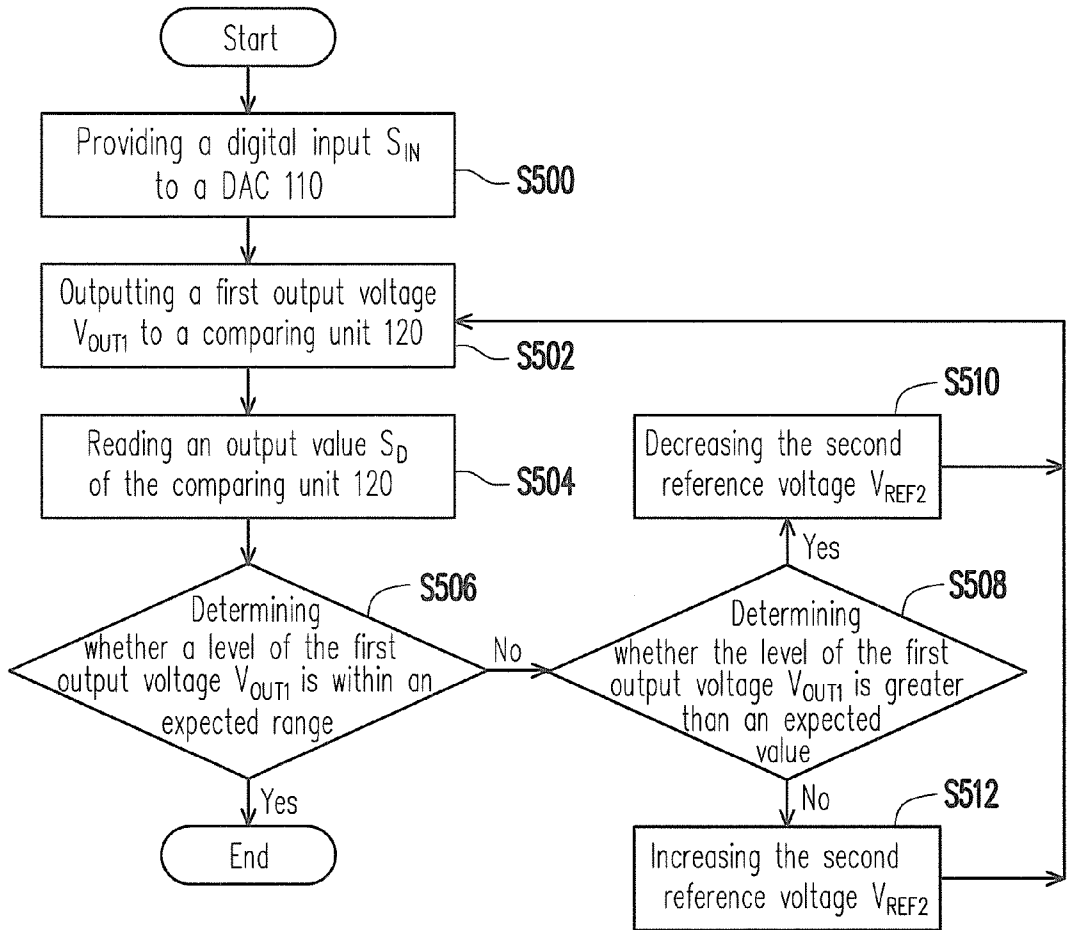 Start
Providing a digital input S_IN
to a DAC 110
S500
Outputting a first output voltage
V_OUT1 to a comparing unit 120
S502
Reading an output value S_D
of the comparing unit 120
S504
Determining
whether a level of the first
output voltage V_OUT1 is within an
expected range
S506
No
Yes
End
Determining
whether the level of the first
output voltage V_OUT1 is greater
than an expected
value
S508
Yes
Decreasing the second
reference voltage V_REF2
S510
No
Increasing the second
reference voltage V_REF2
S512